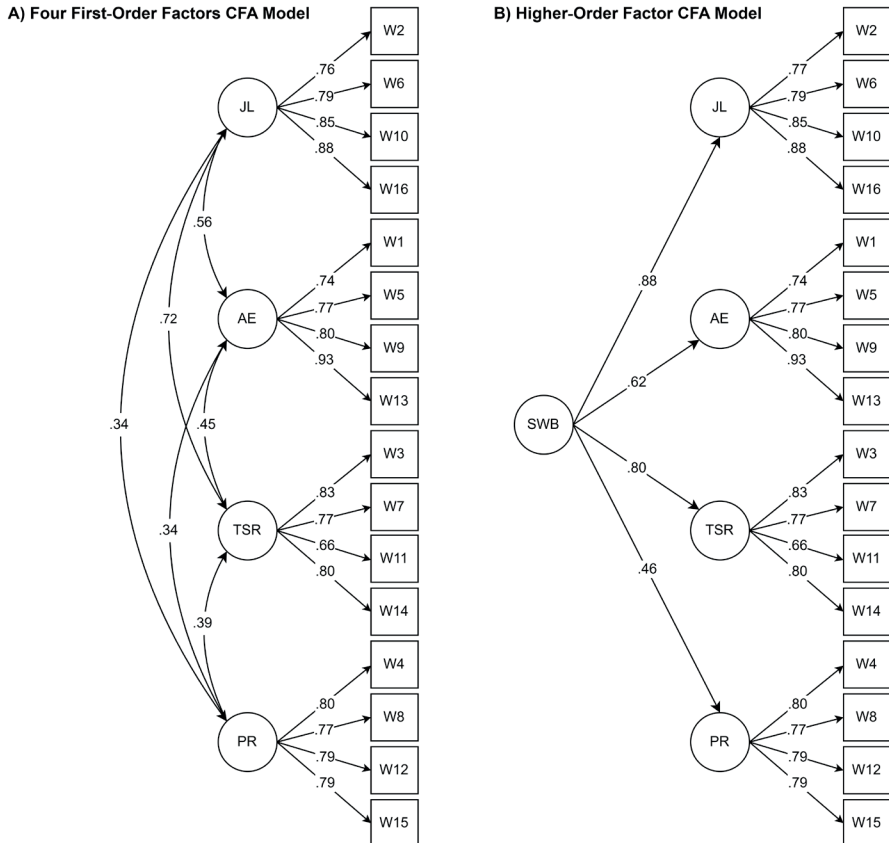 A) Four First-Order Factors CFA Model
W2
.76
W6
.79
JL
.85
W10
.88
W16
.56
W1
.74
W5
.77
.72
AE
.80
W9
.93
W13
.34
.45
W3
.83
W7
.77
.34
TSR
.66
W11
.80
W14
.39
W4
.80
W8
.77
PR
.79
W12
.79
W15
B) Higher-Order Factor CFA Model
W2
.77
W6
.79
JL
.85
W10
.88
W16
W1
.88
.74
W5
.77
AE
.80
W9
.62
.93
W13
SWB
W3
.80
.83
W7
.77
TSR
.66
W11
.46
.80
W14
W4
.80
W8
.77
PR
.79
W12
.79
W15